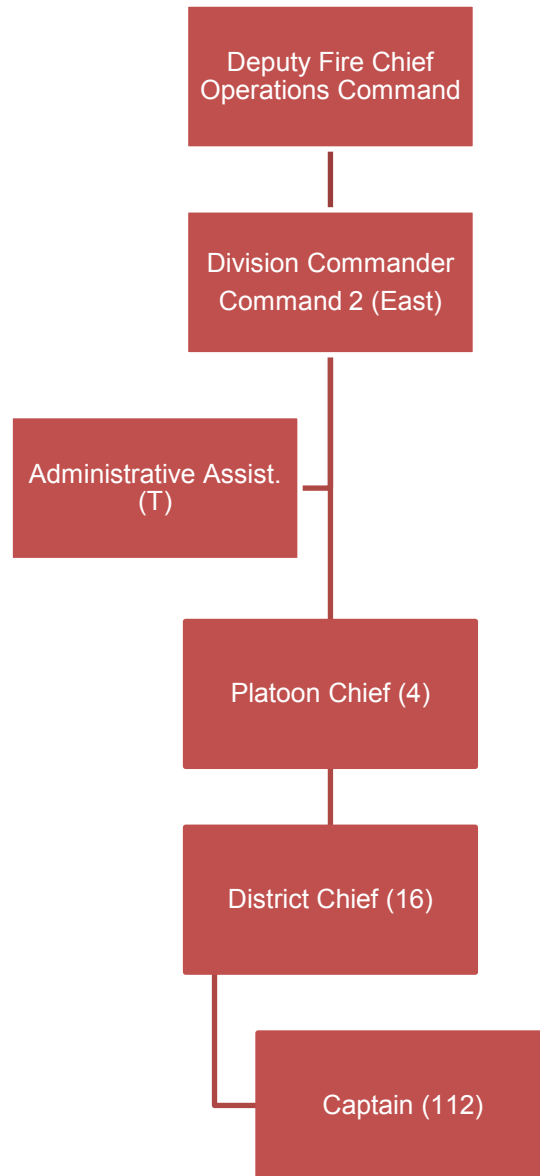 Deputy Fire Chief
Operations Command
Division Commander
Command 2 (East)
Administrative Assist.
(T)
Platoon Chief (4)
District Chief (16)
Captain (112)